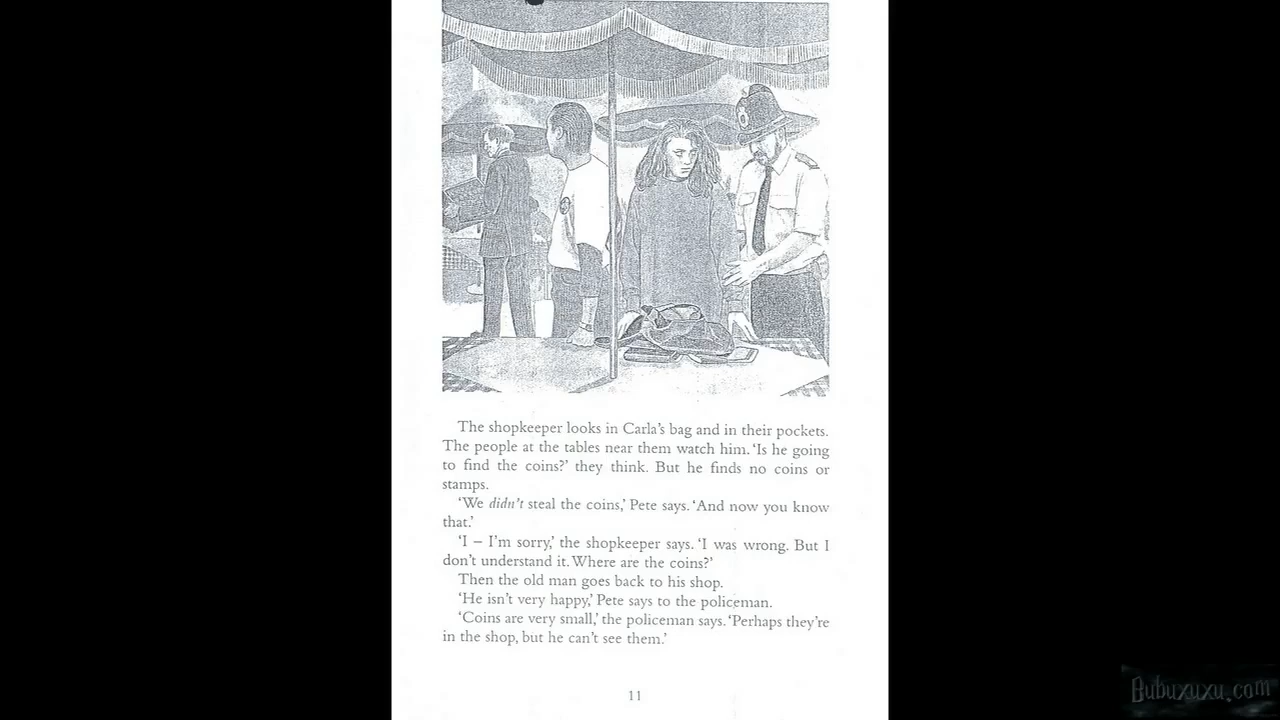 The shopkeeper looks in Carla's bag and in their pockets.
The people at the tables near them watch him. 'Is he going
to find the coins?' they think. But he finds no coins or
stamps.
'We didn't steal the coins,' Pete says. 'And now you know
that.'
'I – I'm sorry,' the shopkeeper says. 'I was wrong. But I
don't understand it. Where are the coins?'
Then the old man goes back to his shop.
'He isn't very happy,' Pete says to the policeman.
'Coins are very small,' the policeman says. 'Perhaps they're
in the shop, but he can't see them.'
11
Bubuxuxu.com